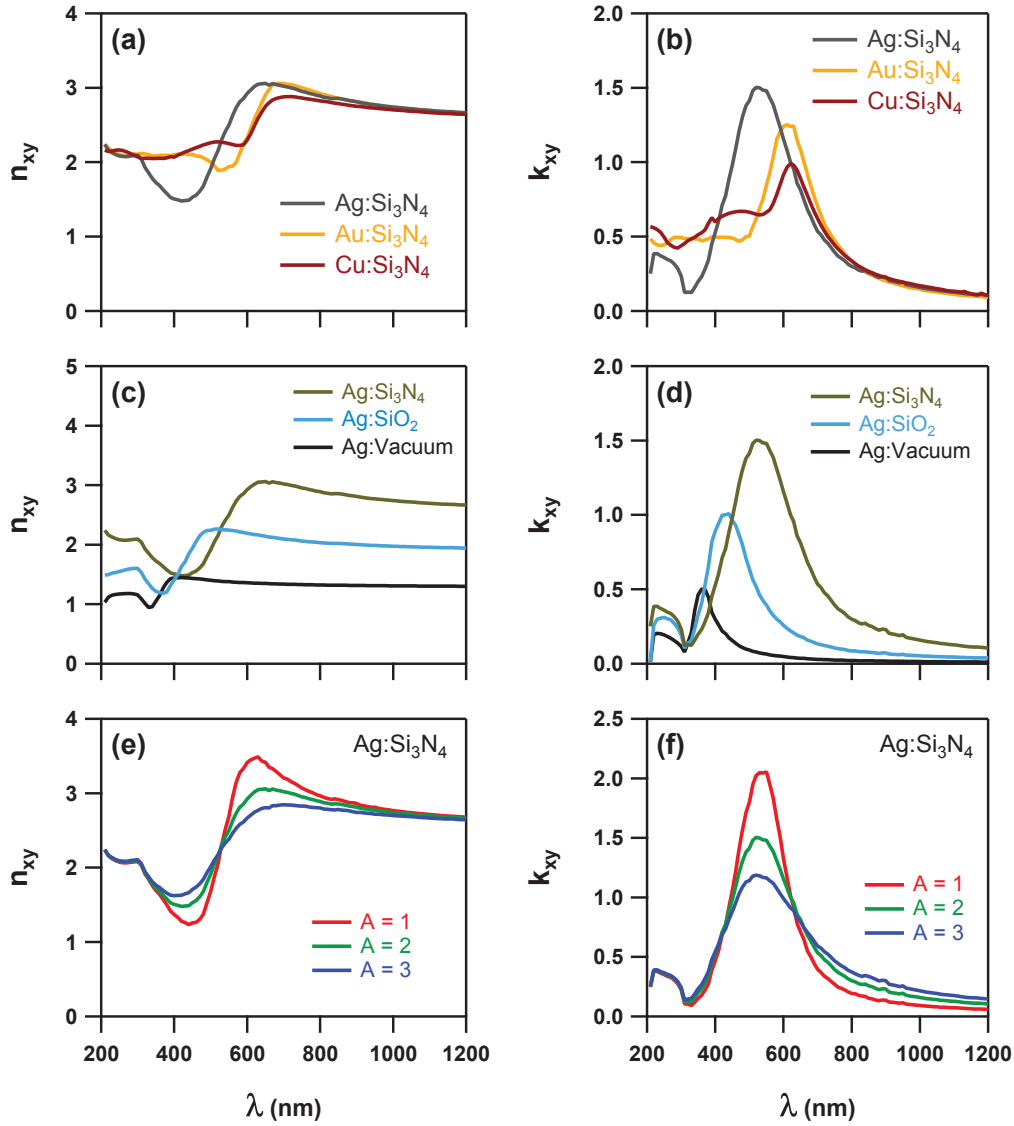 (a)
4
3
2
1
0
n_xy
Ag:Si₃N₄
Au:Si₃N₄
Cu:Si₃N₄
(b)
2.0
1.5
1.0
0.5
0.0
k_xy
Ag:Si₃N₄
Au:Si₃N₄
Cu:Si₃N₄
(c)
5
4
3
2
1
0
n_xy
Ag:Si₃N₄
Ag:SiO₂
Ag:Vacuum
(d)
2.0
1.5
1.0
0.5
0.0
k_xy
Ag:Si₃N₄
Ag:SiO₂
Ag:Vacuum
(e)
Ag:Si₃N₄
4
3
2
1
0
n_xy
A = 1
A = 2
A = 3
200 400 600 800 1000 1200
λ (nm)
(f)
Ag:Si₃N₄
2.5
2.0
1.5
1.0
0.5
0.0
k_xy
A = 1
A = 2
A = 3
200 400 600 800 1000 1200
λ (nm)